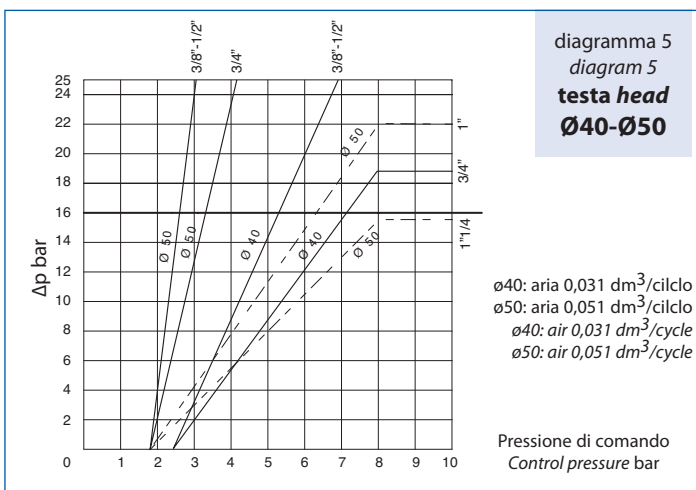 3/8"-1/2"
3/4"
3/8"-1/2"
diagramma 5
diagram 5
testa head
Ø40-Ø50
25
24
22
20
18
16
14
12
10
8
6
4
2
0
Δp bar
Ø 50
Ø 50
Ø 40
Ø 50
Ø 40
Ø 50
1"
3/4"
1"1/4
ø40: aria 0,031 dm3/cilclo
ø50: aria 0,051 dm3/cilclo
ø40: air 0,031 dm3/cycle
ø50: air 0,051 dm3/cycle
1 2 3 4 5 6 7 8 9 10
Pressione di comando
Control pressure bar